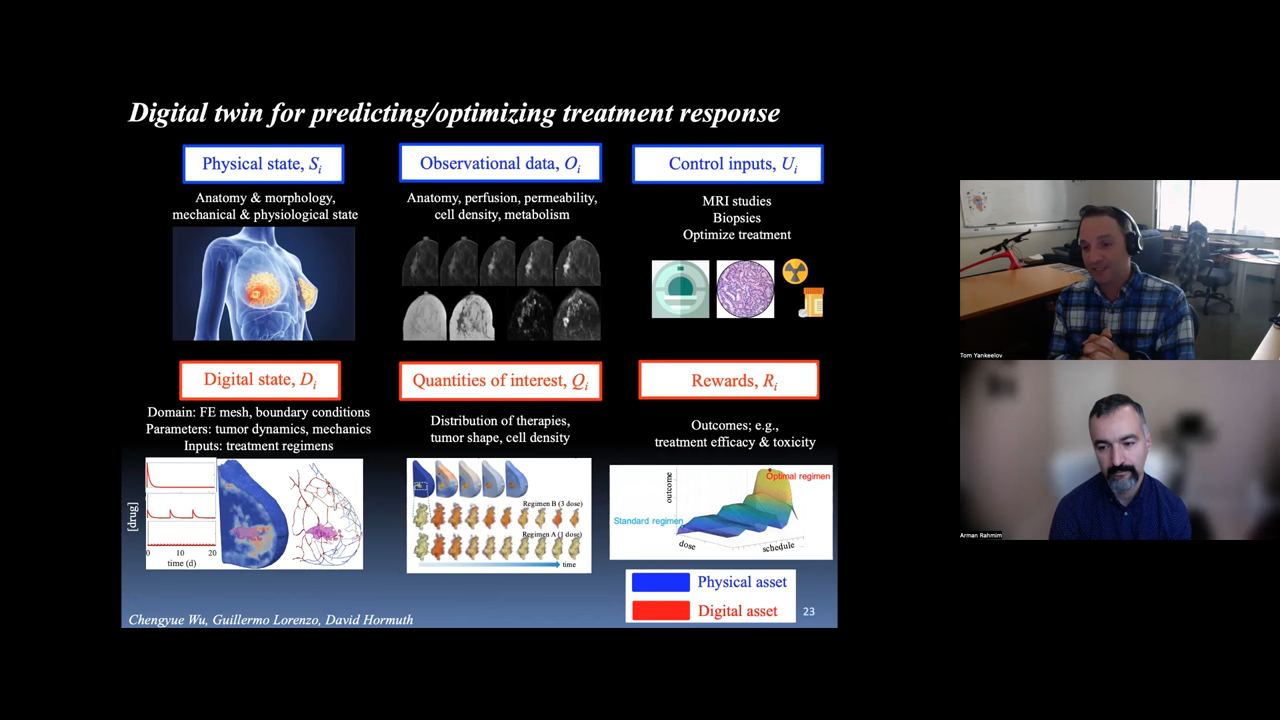 Digital twin for predicting/optimizing treatment response
Physical state, Si
Anatomy & morphology,
mechanical & physiological state
Observational data, Oi
Anatomy, perfusion, permeability,
cell density, metabolism
Control inputs, Ui
MRI studies
Biopsies
Optimize treatment
Digital state, Di
Domain: FE mesh, boundary conditions
Parameters: tumor dynamics, mechanics
Inputs: treatment regimens
[drug]
0 10 20
time (d)
Quantities of interest, Qi
Distribution of therapies,
tumor shape, cell density
Regimen B (3 dose)
Regimen A (1 dose)
time
Rewards, Ri
Outcomes; e.g.,
treatment efficacy & toxicity
outcome
Optimal regimen
Standard regimen
dose
schedule
Physical asset
Digital asset
23
Chengyue Wu, Guillermo Lorenzo, David Hormuth
Tom Yankeelov
Arman Rahmim